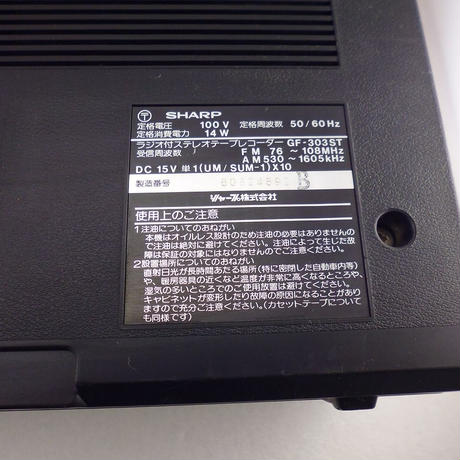 SHARP
定格電圧 100V 定格周波数 50/60Hz
定格消費電力 14W
ラジオ付ステレオテープレコーダー GF-303ST
受信周波数 FM 76~108MHz
AM 530~1605kHz
DC 15V 単1(UM/SUM-1)X10
製造番号 B
シャープ株式会社
使用上のご注意
1 注油についてのおねがい
本機はオイルレス設計のため注油の必要はありませんの
で注油は絶対に避けてください。注油によって生じた故
障は保証の対象にはなりませんのでご注意ください。
2 設置場所についてのおねがい
直射日光が長時間あたる場所(特に密閉した自動車内等)
や、暖房器具の近くなど温度が非常に高くなるところや、
湿気の多いところでのご使用放置は避けてください。
キャビネットが変形したり故障の原因になることがあり
ますので充分ご注意ください。(カセットテープについて
も同様です)